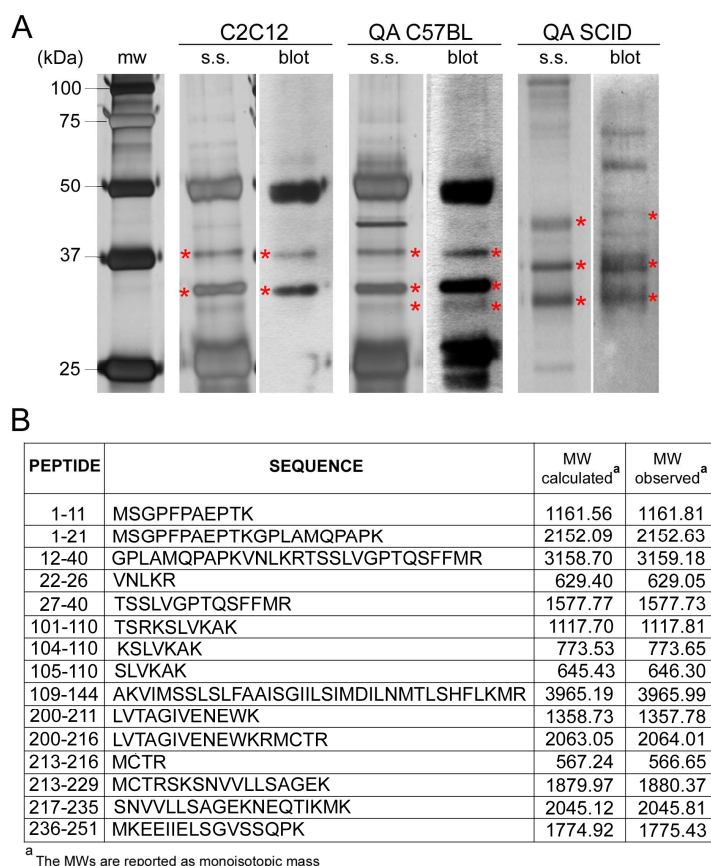 A
C2C12 QA C57BL QA SCID
(kDa) mw s.s. blot s.s. blot s.s. blot
100
75
50
* *
37 * * * *
* * * * * *
* *
25
B
PEPTIDE SEQUENCE MW calculated a MW observed a
1-11 MSGPFPAEPTK 1161.56 1161.81
1-21 MSGPFPAEPTKGPLAMQPAPK 2152.09 2152.63
12-40 GPLAMQPAPKVNLKRTSSLVGPTQSFFMR 3158.70 3159.18
22-26 VNLKR 629.40 629.05
27-40 TSSLVGPTQSFFMR 1577.77 1577.73
101-110 TSRKSLVKAK 1117.70 1117.81
104-110 KSLVKAK 773.53 773.65
105-110 SLVKAK 645.43 646.30
109-144 AKVIMSSLSLFAAISGIILSIMDILNMTLSHFLKMR 3965.19 3965.99
200-211 LVTAGIVENEWK 1358.73 1357.78
200-216 LVTAGIVENEWKRMCTR 2063.05 2064.01
213-216 MCTR 567.24 566.65
213-229 MCTRSKSNVVLLSAGEK 1879.97 1880.37
217-235 SNVVLLSAGEKNEQTIKMK 2045.12 2045.81
236-251 MKEEIIELSGVSSQPK 1774.92 1775.43
a The MWs are reported as monoisotopic mass